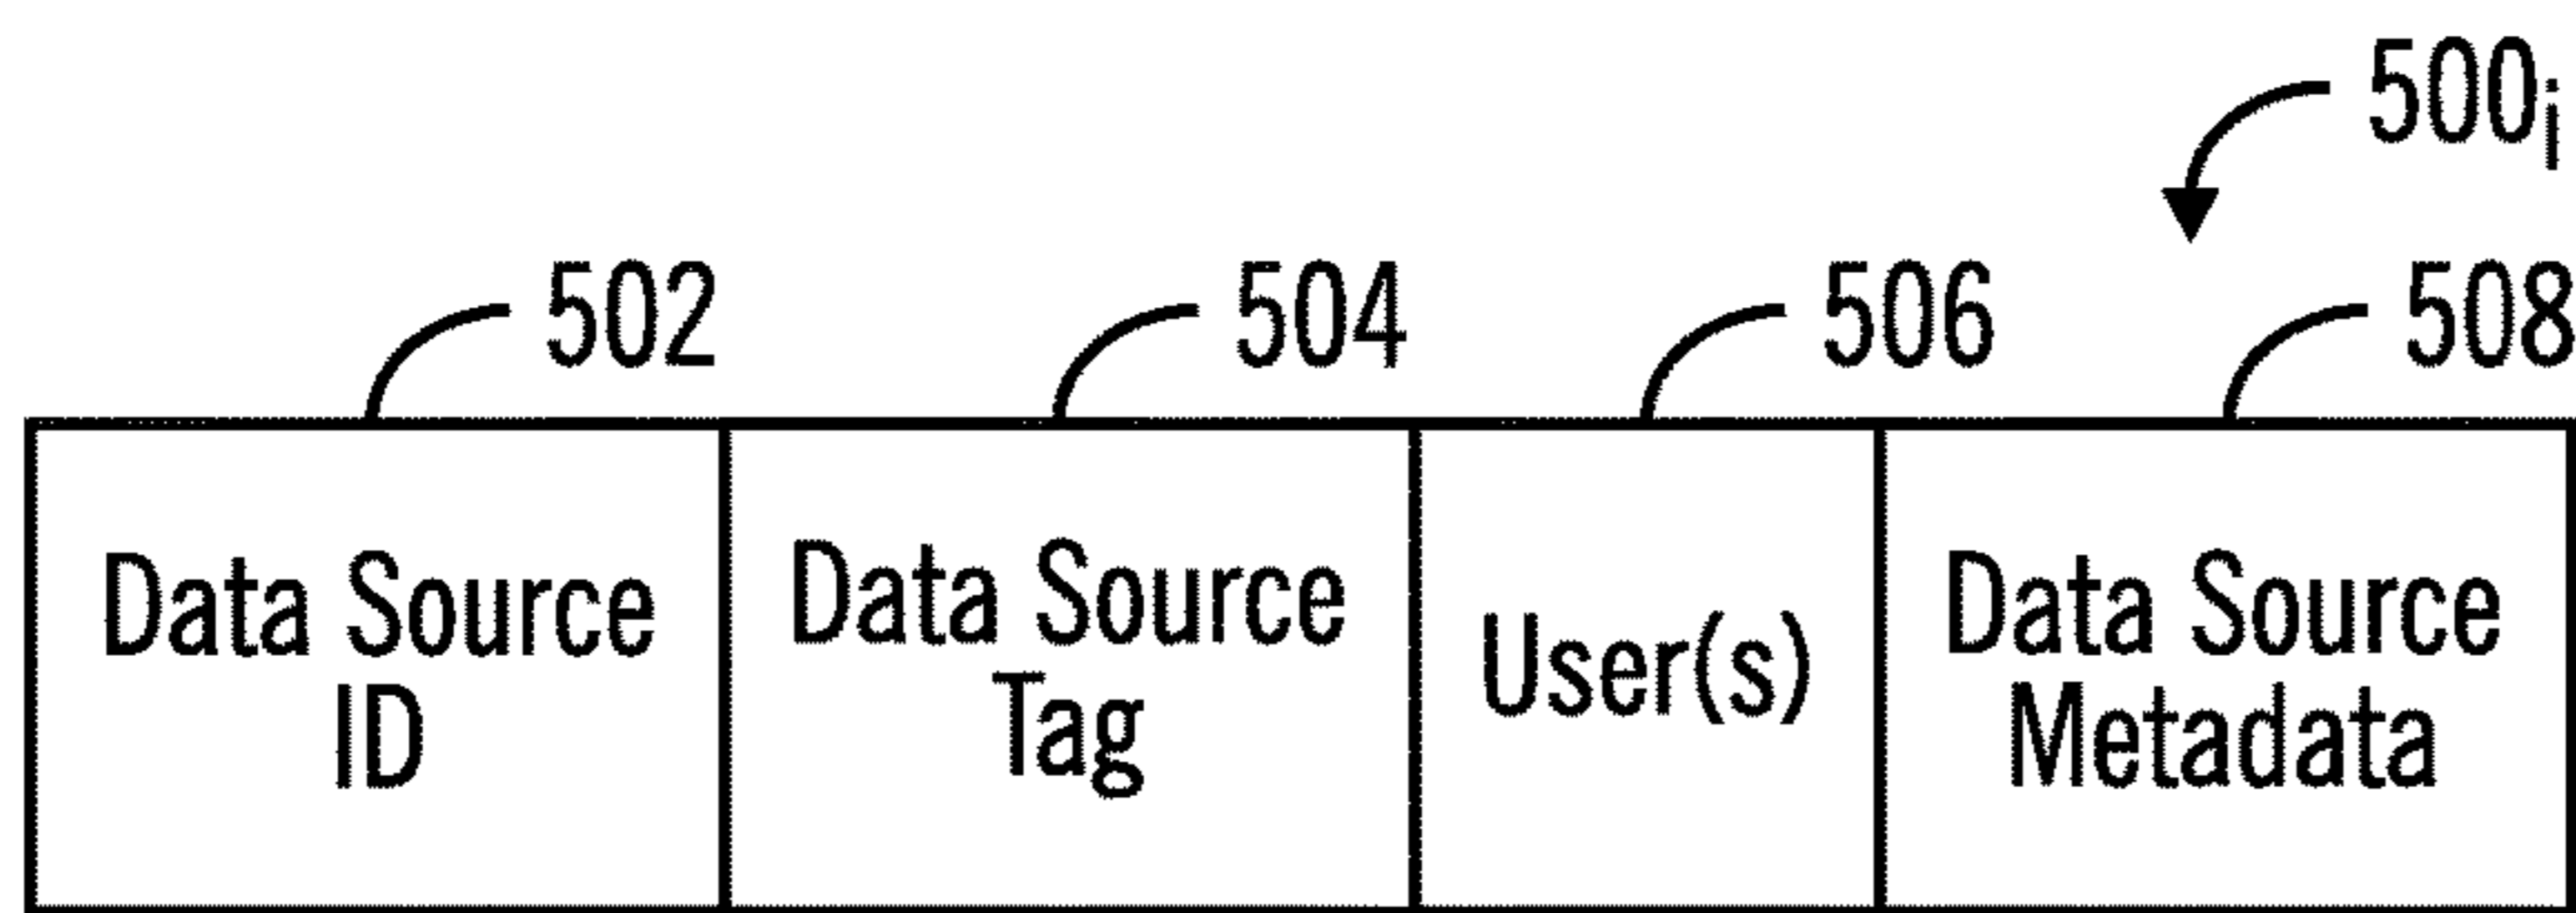 500i
502 504 506 508
Data Source ID
Data Source Tag
User(s)
Data Source Metadata